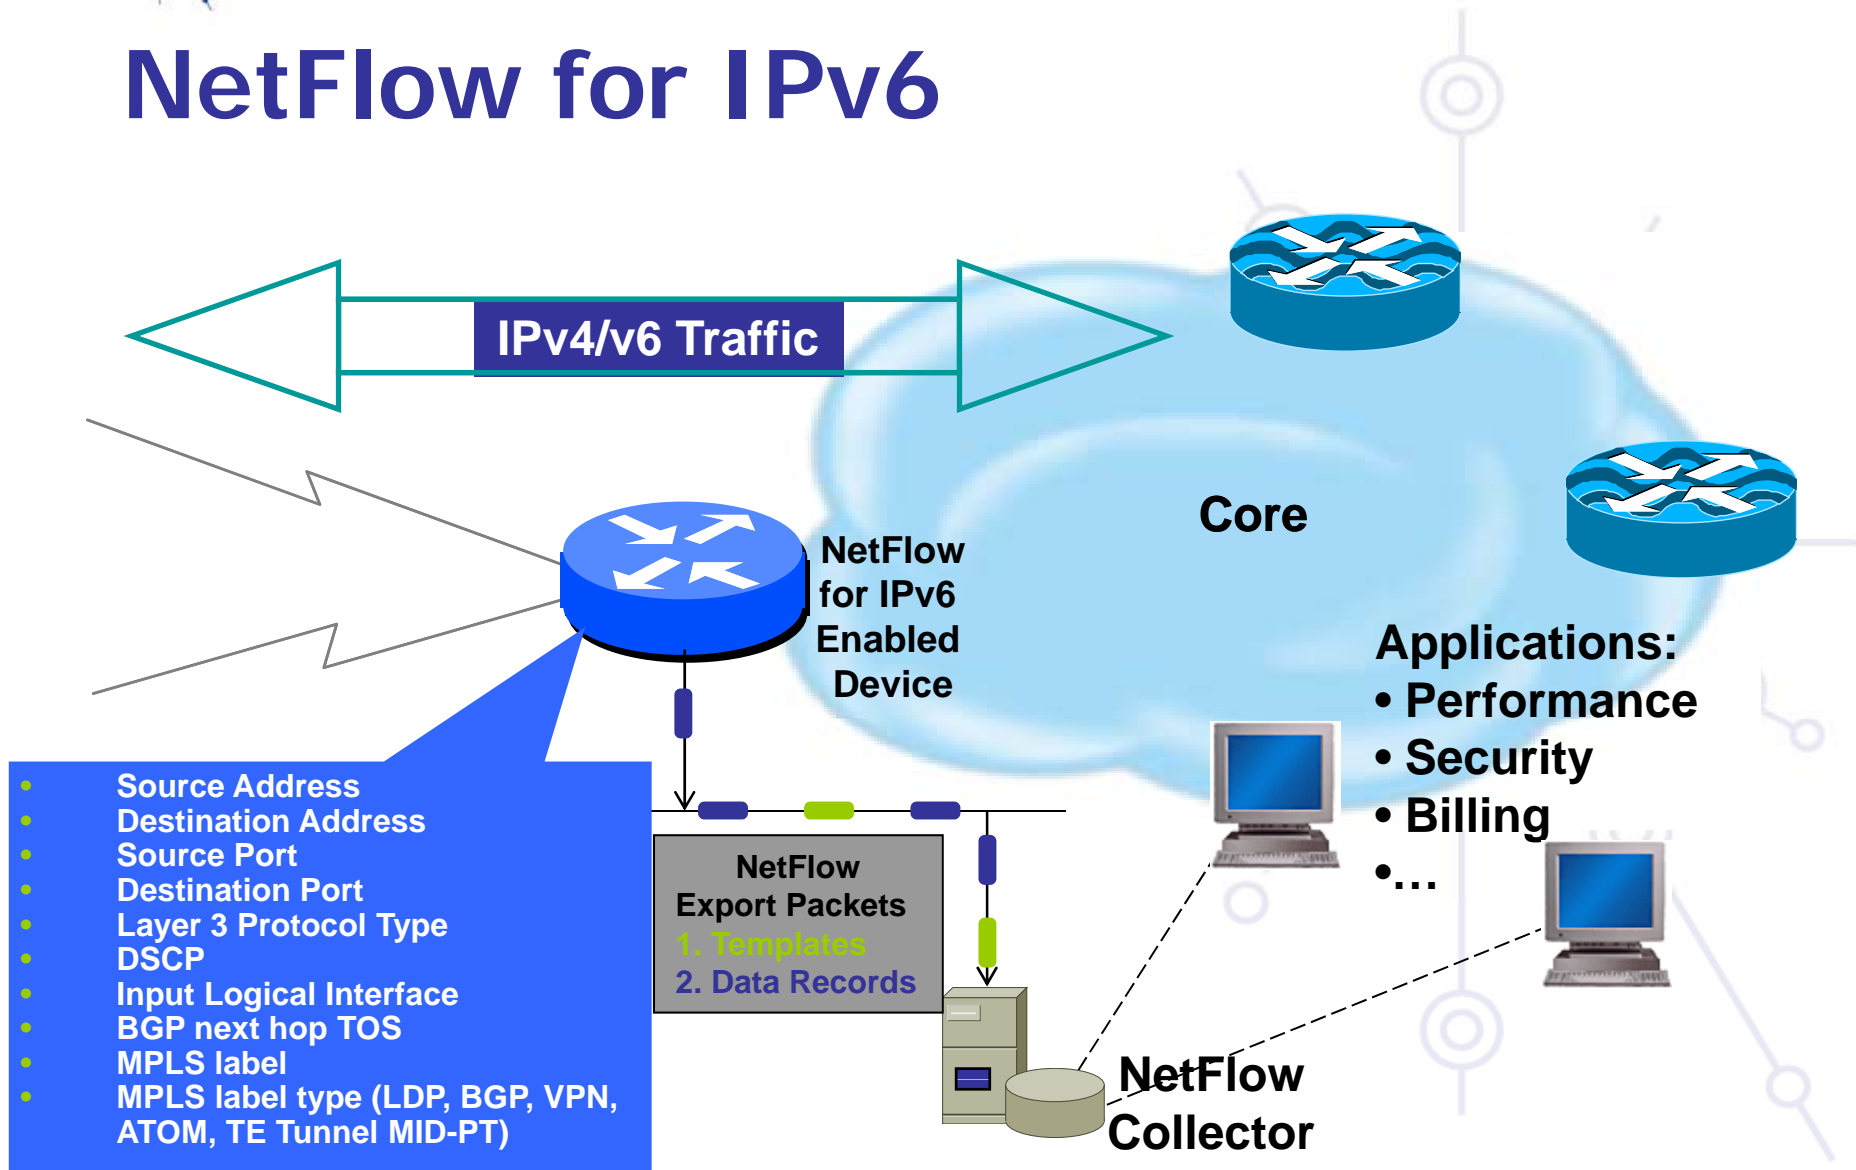 NetFlow for IPv6
IPv4/v6 Traffic
Core
NetFlow
for IPv6
Enabled
Device
Applications:
• Performance
• Security
• Billing
•…
• Source Address
• Destination Address
• Source Port
• Destination Port
• Layer 3 Protocol Type
• DSCP
• Input Logical Interface
• BGP next hop TOS
• MPLS label
• MPLS label type (LDP, BGP, VPN,
ATOM, TE Tunnel MID-PT)
NetFlow
Export Packets
1. Templates
2. Data Records
NetFlow
Collector